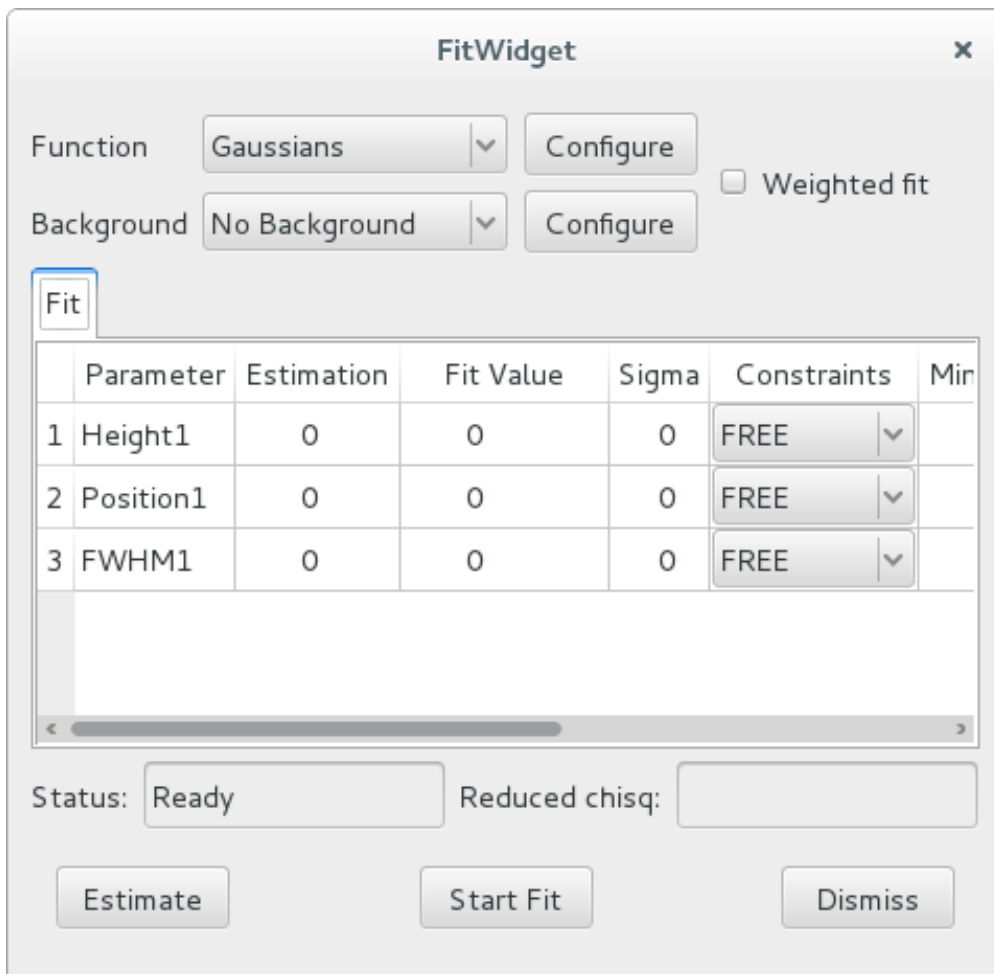 FitWidget
Function Gaussians Configure
Weighted fit
Background No Background Configure
Fit
Parameter Estimation Fit Value Sigma Constraints Min
1 Height1 0 0 0 FREE
2 Position1 0 0 0 FREE
3 FWHM1 0 0 0 FREE
Status: Ready Reduced chisq:
Estimate Start Fit Dismiss